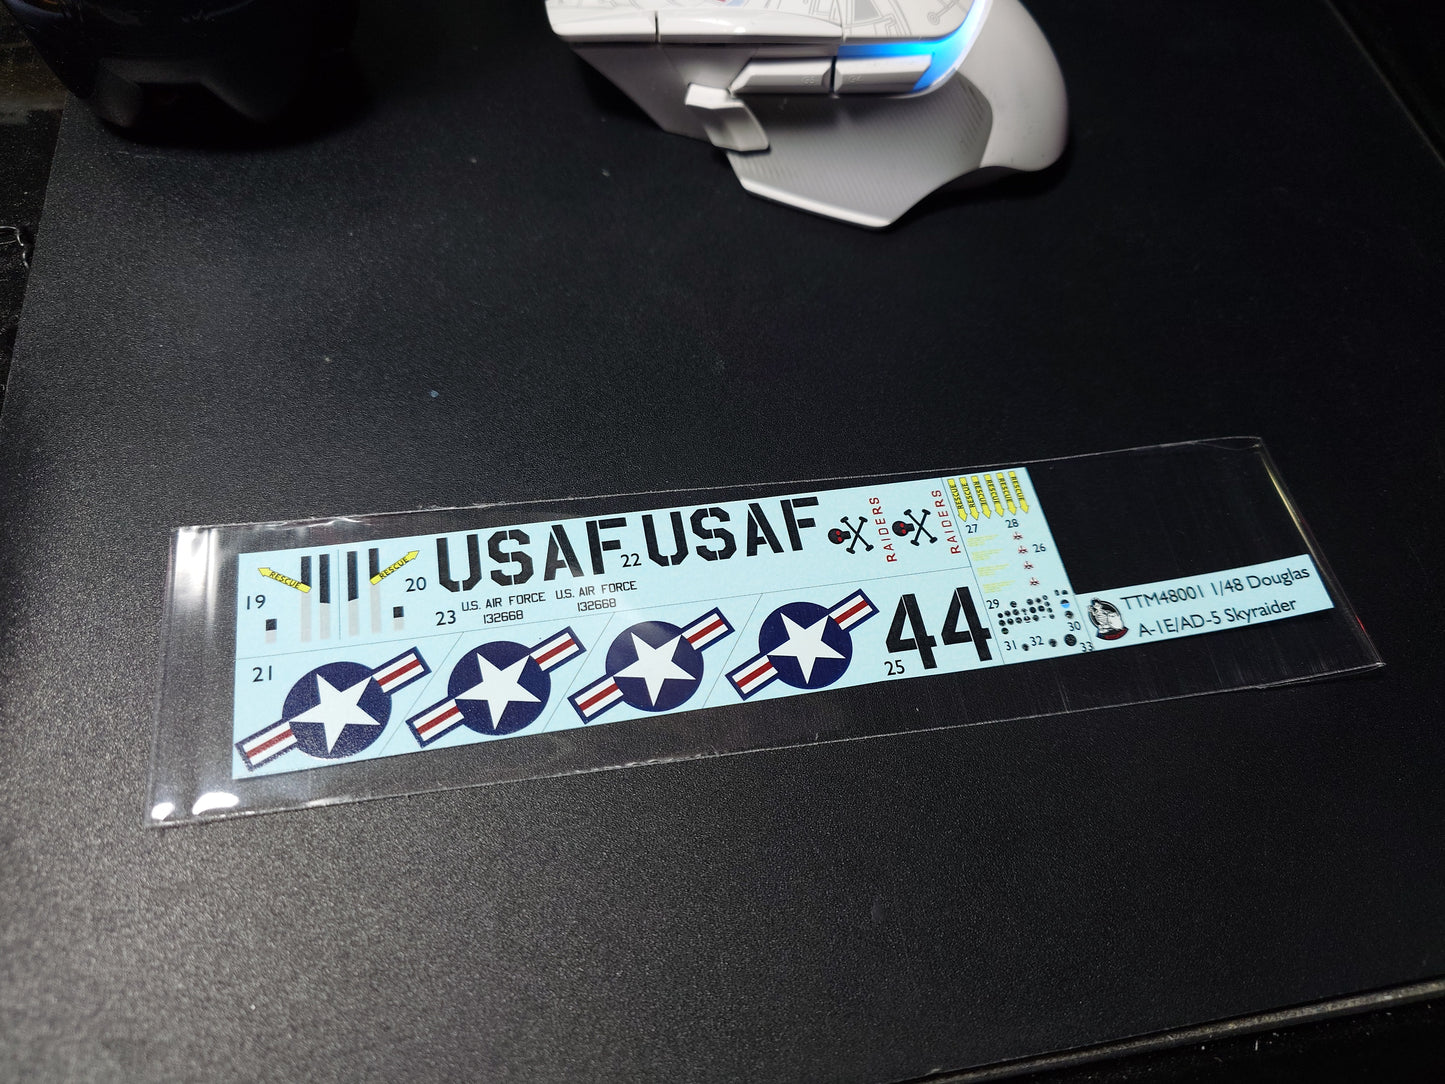 19
RESCUE
RESCUE
20
USAF
22
USAF
RAIDERS
RAIDERS
RESCUE
RESCUE
RESCUE
RESCUE
RESCUE
RESCUE
27
28
26
23
U.S. AIR FORCE
132668
U.S. AIR FORCE
132668
21
44
25
29
30
31
32
33
TTM48001 1/48 Douglas
A-1E/AD-5 Skyraider